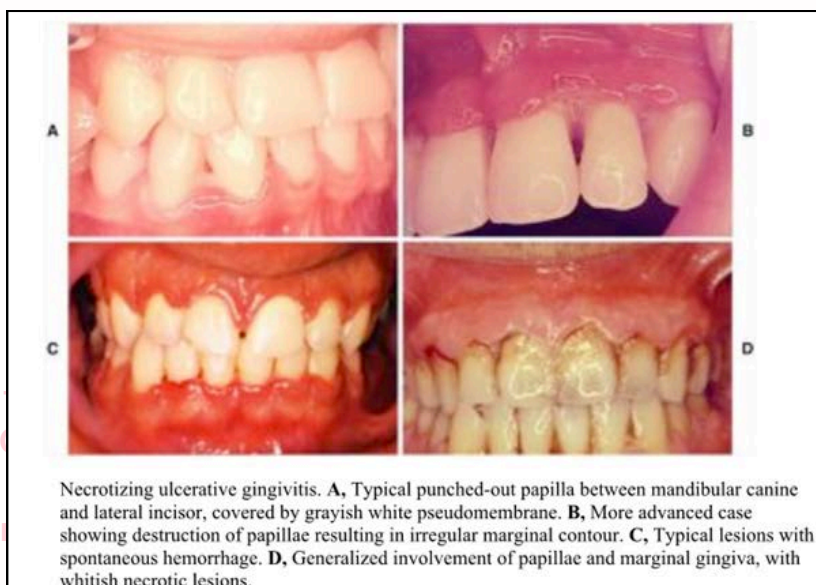 A
B
C
D
Necrotizing ulcerative gingivitis. A, Typical punched-out papilla between mandibular canine
and lateral incisor, covered by grayish white pseudomembrane. B, More advanced case
showing destruction of papillae resulting in irregular marginal contour. C, Typical lesions with
spontaneous hemorrhage. D, Generalized involvement of papillae and marginal gingiva, with
whitish necrotic lesions.